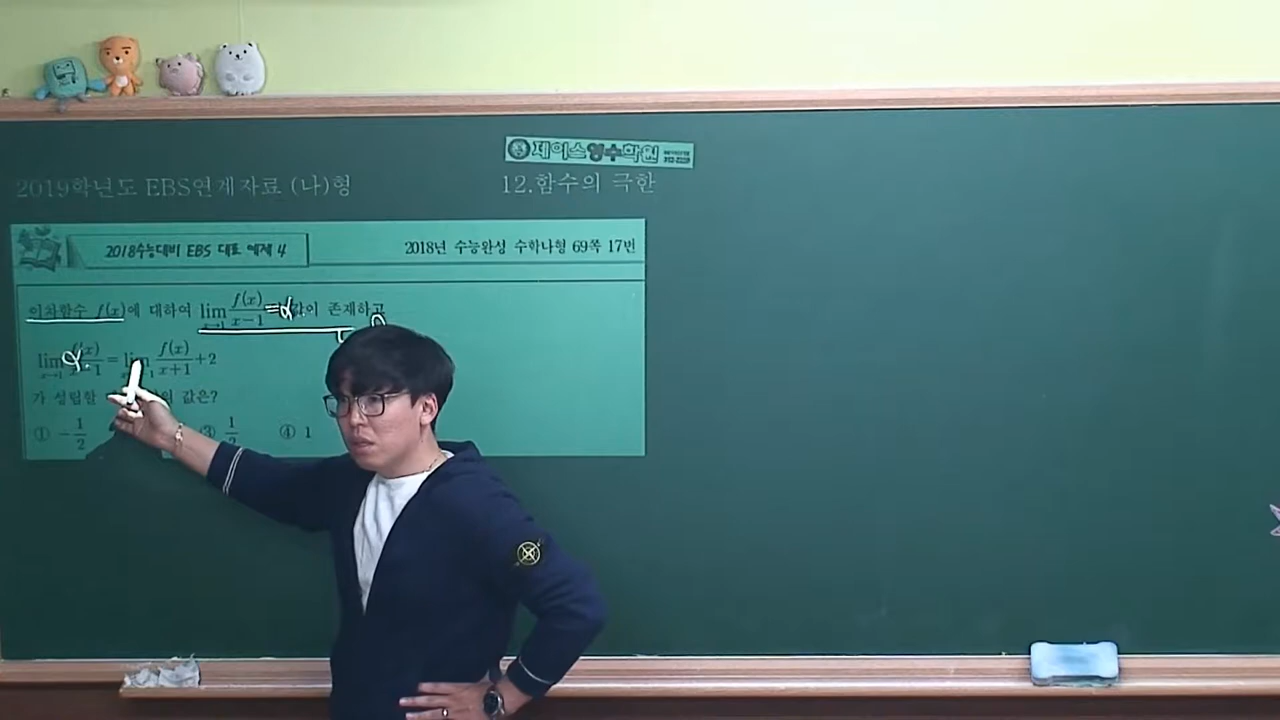 제이스영수학원
2019학년도 EBS연계자료 (나)형
12.함수의 극한
2018수능대비 EBS 대표 예제 4
2018년 수능완성 수학나형 69쪽 17번
이차함수 f(x)에 대하여 lim f(x)/x-1 =α 값이 존재하고
lim α = lim f(x)/x+1 +2
가 성립할 값은?
① -1/2 ③ 1/2 ④ 1